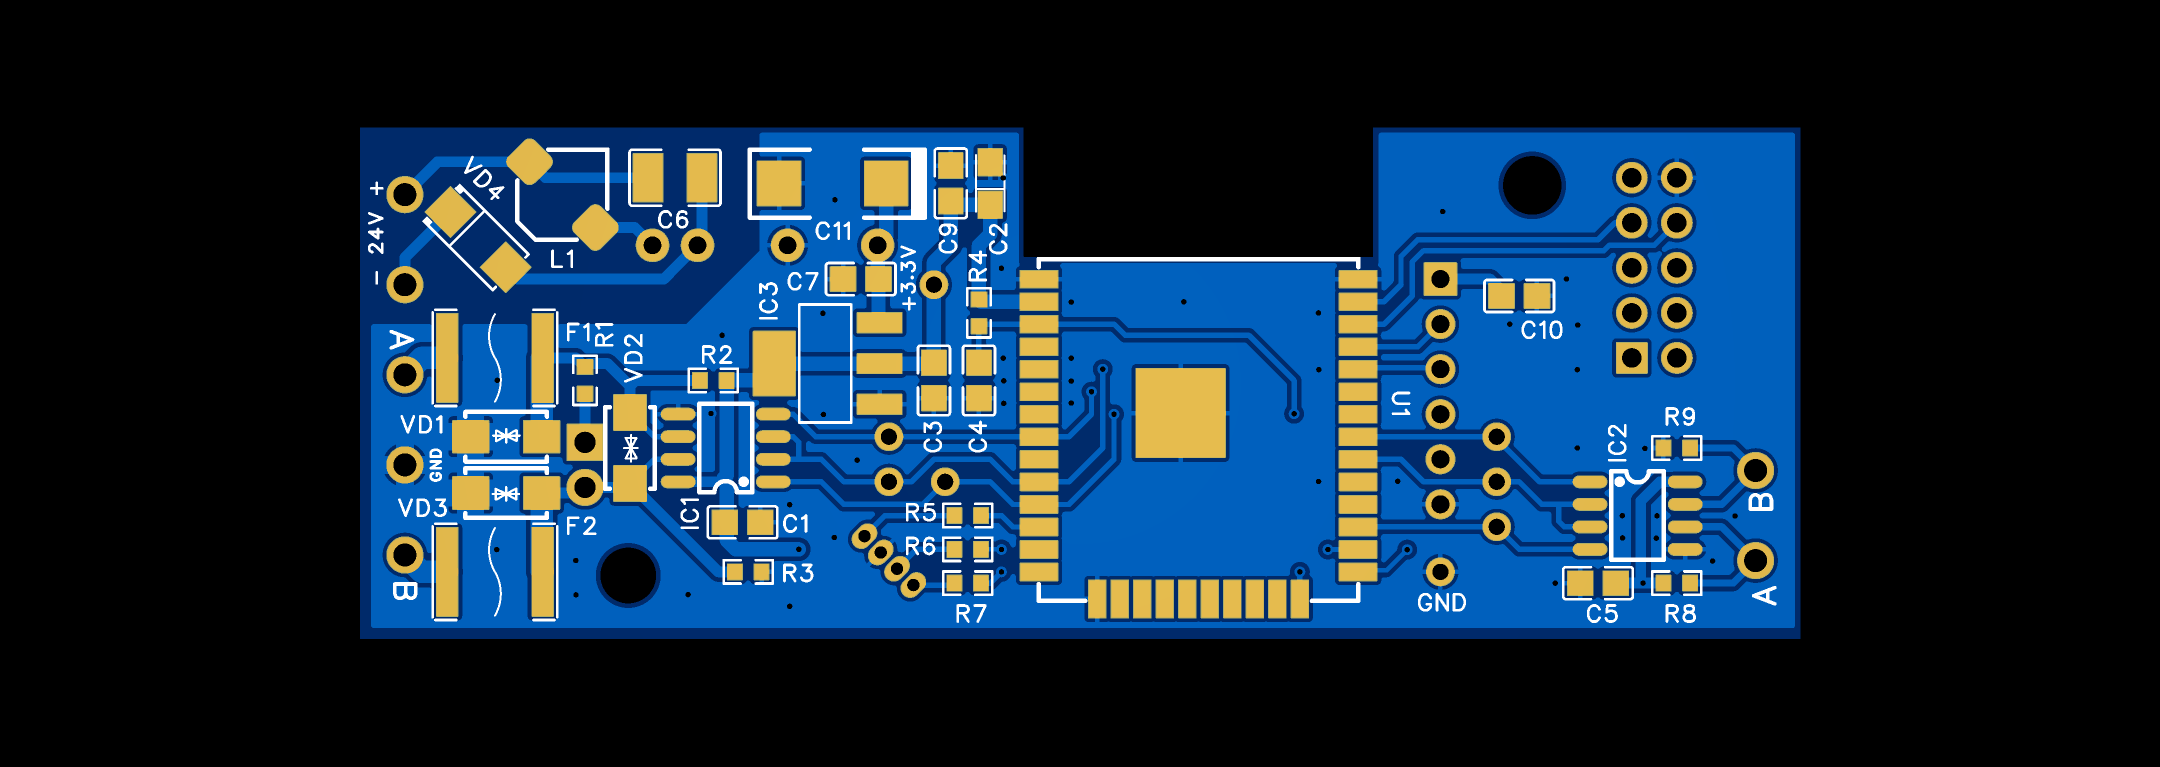 +
24V
-
VD4
L1
C6
C11
C9
C2
C7
+3.3V
R4
IC3
A
F1
R1
VD2
R2
VD1
GND
VD3
F2
B
IC1
C1
R3
C3
C4
R5
R6
R7
U1
C10
GND
IC2
R9
B
A
C5
R8